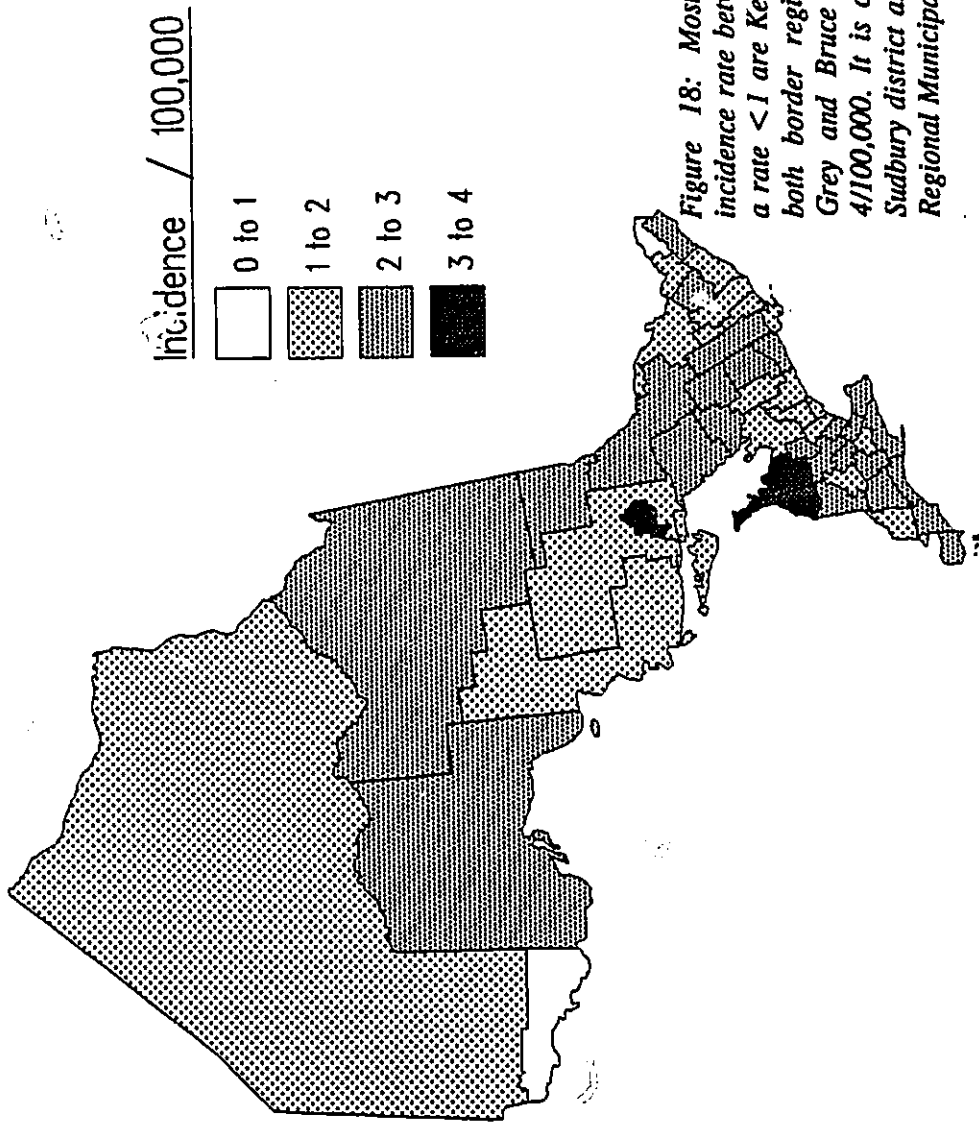 Incidence / 100,000
0 to 1
1 to 2
2 to 3
3 to 4
Figure 18: Most
incidence rate betw
a rate <1 are Ke
both border regi
Grey and Bruce
4/100,000. It is c
Sudbury district a
Regional Municipa